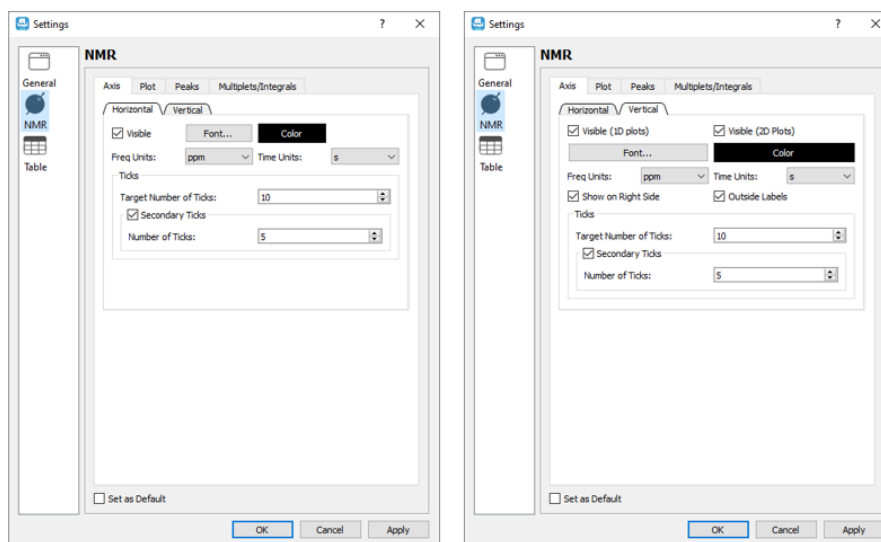 Settings ? ×
NMR
General
NMR
Table
Axis Plot Peaks Multiplets/Integrals
Horizontal Vertical
Visible Font... Color
Freq Units: ppm Time Units: s
Ticks
Target Number of Ticks: 10
Secondary Ticks
Number of Ticks: 5
Set as Default
OK Cancel Apply
Settings ? ×
NMR
General
NMR
Table
Axis Plot Peaks Multiplets/Integrals
Horizontal Vertical
Visible (1D plots) Visible (2D Plots)
Font... Color
Freq Units: ppm Time Units: s
Show on Right Side Outside Labels
Ticks
Target Number of Ticks: 10
Secondary Ticks
Number of Ticks: 5
Set as Default
OK Cancel Apply